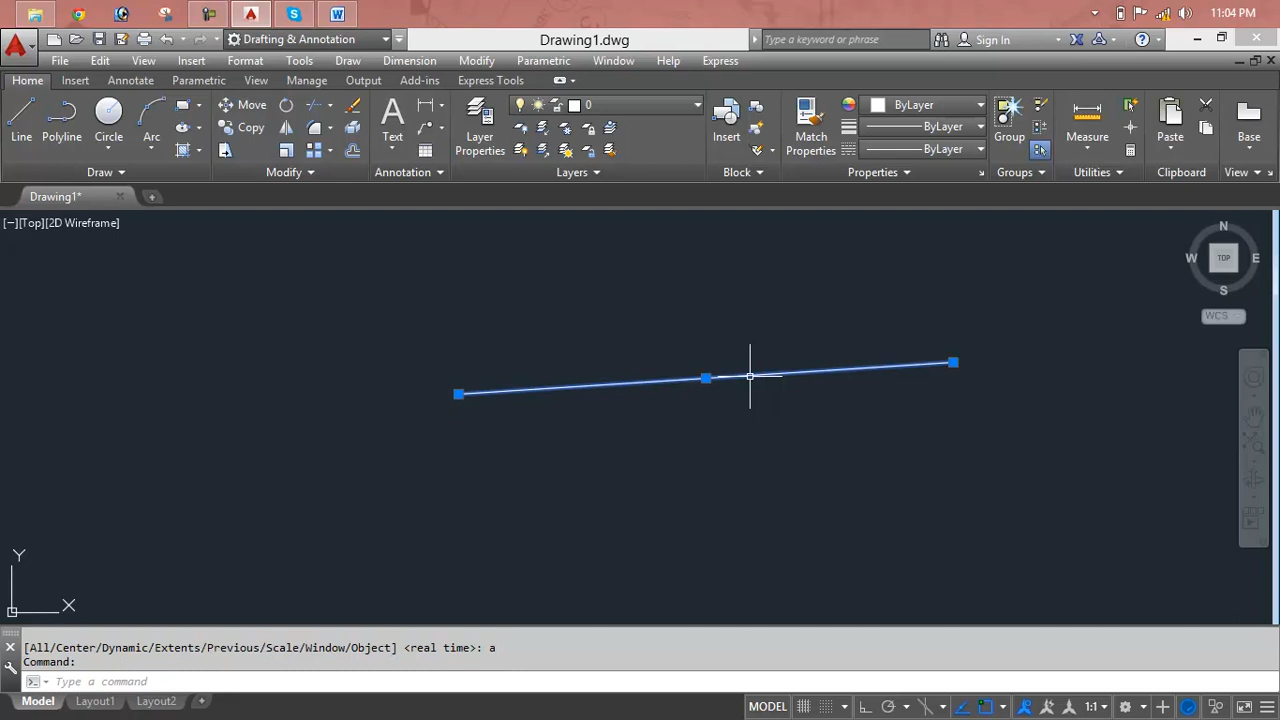 11:04 PM
Drafting & Annotation
Drawing1.dwg
Type a keyword or phrase
Sign In
File Edit View Insert Format Tools Draw Dimension Modify Parametric Window Help Express
Home Insert Annotate Parametric View Manage Output Add-ins Express Tools
Line Polyline Circle Arc
Move
Copy
Text
Layer
Properties
0
Insert
Match
Properties
ByLayer
ByLayer
ByLayer
Group
Measure
Paste
Base
Draw Modify Annotation Layers Block Properties Groups Utilities Clipboard View
Drawing1*
[−][Top][2D Wireframe]
N
W TOP E
S
WCS
Y
X
[All/Center/Dynamic/Extents/Previous/Scale/Window/Object] <real time>: a
Command:
Type a command
Model Layout1 Layout2 +
MODEL
1:1